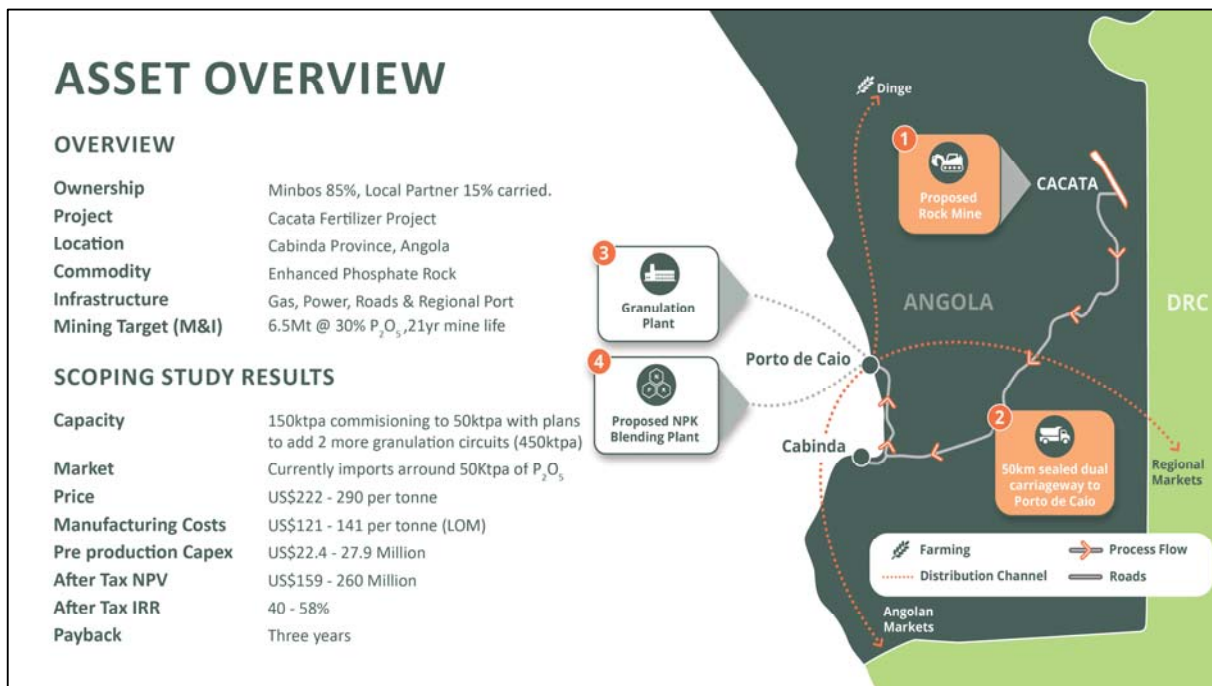 ASSET OVERVIEW
OVERVIEW
Ownership Minbos 85%, Local Partner 15% carried.
Project Cacata Fertilizer Project
Location Cabinda Province, Angola
Commodity Enhanced Phosphate Rock
Infrastructure Gas, Power, Roads & Regional Port
Mining Target (M&I) 6.5Mt @ 30% P₂O₅ ,21yr mine life
SCOPING STUDY RESULTS
Capacity 150ktpa commisioning to 50ktpa with plans
to add 2 more granulation circuits (450ktpa)
Market Currently imports arround 50Ktpa of P₂O₅
Price US$222 - 290 per tonne
Manufacturing Costs US$121 - 141 per tonne (LOM)
Pre production Capex US$22.4 - 27.9 Million
After Tax NPV US$159 - 260 Million
After Tax IRR 40 - 58%
Payback Three years
Dinge
1
Proposed
Rock Mine
CACATA
3
Granulation
Plant
ANGOLA
DRC
Porto de Caio
4
N
P K
Proposed NPK
Blending Plant
Cabinda
2
50km sealed dual
carriageway to
Porto de Caio
Regional
Markets
Farming
Process Flow
Distribution Channel
Roads
Angolan
Markets